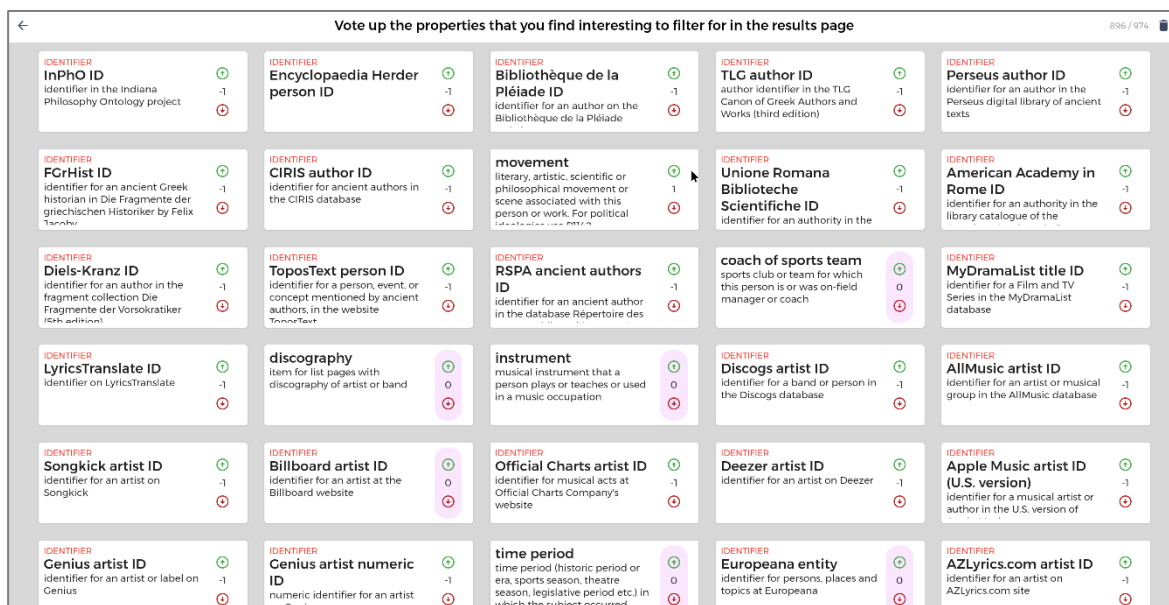 Vote up the properties that you find interesting to filter for in the results page
896 / 974
IDENTIFIER
InPhO ID
identifier in the Indiana
Philosophy Ontology project
-1
IDENTIFIER
Encyclopaedia Herder
person ID
-1
IDENTIFIER
Bibliothèque de la
Pléiade ID
identifier for an author on the
Bibliothèque de la Pléiade
-1
IDENTIFIER
TLG author ID
author identifier in the TLG
Canon of Greek Authors and
Works (third edition)
-1
IDENTIFIER
Perseus author ID
identifier for an author in the
Perseus digital library of ancient
texts
-1
IDENTIFIER
FGrHist ID
identifier for an ancient Greek
historian in Die Fragmente der
griechischen Historiker by Felix
Jacoby
-1
IDENTIFIER
CIRIS author ID
identifier for ancient authors in
the CIRIS database
-1
movement
literary, artistic, scientific or
philosophical movement or
scene associated with this
person or work. For political
1
IDENTIFIER
Unione Romana
Biblioteche
Scientifiche ID
identifier for an authority in the
-1
IDENTIFIER
American Academy in
Rome ID
identifier for an authority in the
library catalogue of the
-1
IDENTIFIER
Diels-Kranz ID
identifier for an author in the
fragment collection Die
Fragmente der Vorsokratiker
(5th edition)
-1
IDENTIFIER
ToposText person ID
identifier for a person, event, or
concept mentioned by ancient
authors, in the website
ToposText
-1
IDENTIFIER
RSPA ancient authors
ID
identifier for an ancient author
in the database Répertoire des
-1
coach of sports team
sports club or team for which
this person is or was on-field
manager or coach
0
IDENTIFIER
MyDramaList title ID
identifier for a Film and TV
Series in the MyDramaList
database
-1
IDENTIFIER
LyricsTranslate ID
identifier on LyricsTranslate
-1
discography
item for list pages with
discography of artist or band
0
instrument
musical instrument that a
person plays or teaches or used
in a music occupation
0
IDENTIFIER
Discogs artist ID
identifier for a band or person in
the Discogs database
-1
IDENTIFIER
AllMusic artist ID
identifier for an artist or musical
group in the AllMusic database
-1
IDENTIFIER
Songkick artist ID
identifier for an artist on
Songkick
-1
IDENTIFIER
Billboard artist ID
identifier for an artist at the
Billboard website
0
IDENTIFIER
Official Charts artist ID
identifier for musical acts at
Official Charts Company's
website
-1
IDENTIFIER
Deezer artist ID
identifier for an artist on Deezer
-1
IDENTIFIER
Apple Music artist ID
(U.S. version)
identifier for a musical artist or
author in the U.S. version of
-1
IDENTIFIER
Genius artist ID
identifier for an artist or label on
Genius
-1
IDENTIFIER
Genius artist numeric
ID
numeric identifier for an artist
-1
time period
time period (historic period or
era, sports season, theatre
season, legislative period etc.) in
which the subject occurred
0
IDENTIFIER
Europeana entity
identifier for persons, places and
topics at Europeana
0
IDENTIFIER
AZLyrics.com artist ID
identifier for an artist on
AZLyrics.com site
-1